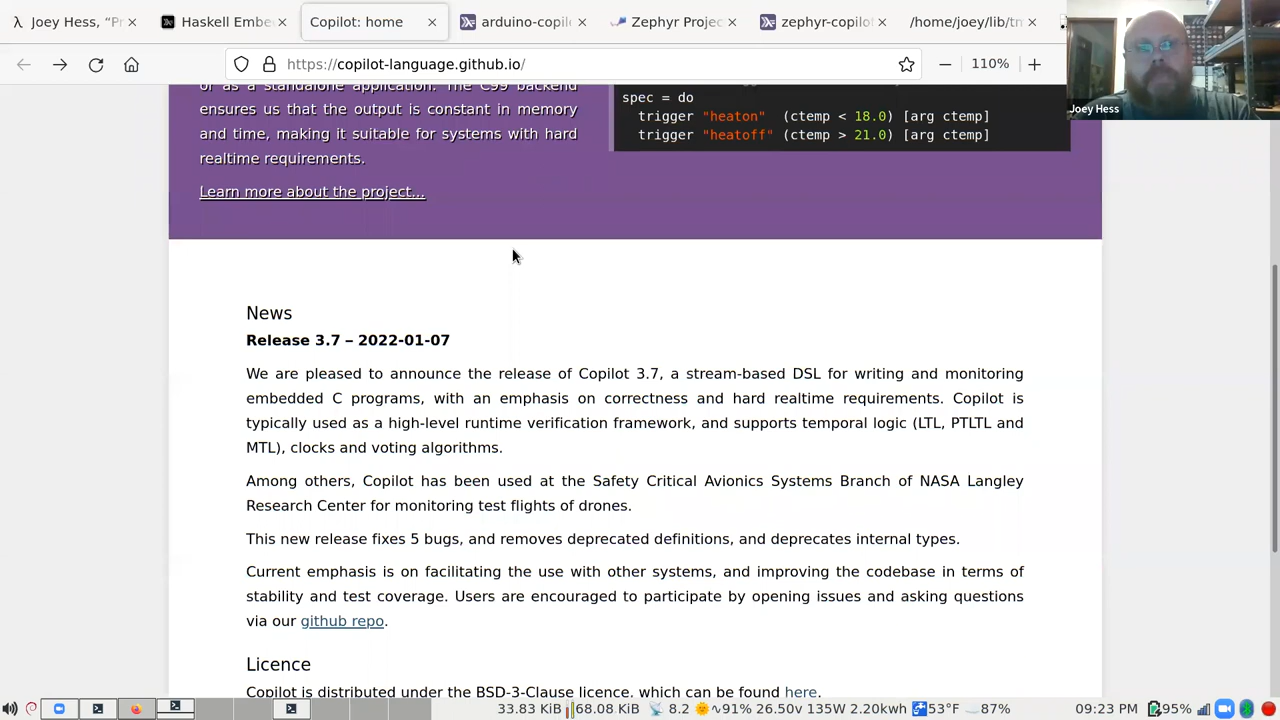 Joey Hess, “Pr
Haskell Embe
Copilot: home
arduino-copile
Zephyr Projec
zephyr-copilot
/home/joey/lib/tm
https://copilot-language.github.io/
110%
Joey Hess
or as a standalone application. The C99 backend
ensures us that the output is constant in memory
and time, making it suitable for systems with hard
realtime requirements.
Learn more about the project...
spec = do
trigger "heaton" (ctemp < 18.0) [arg ctemp]
trigger "heatoff" (ctemp > 21.0) [arg ctemp]
News
Release 3.7 – 2022-01-07
We are pleased to announce the release of Copilot 3.7, a stream-based DSL for writing and monitoring
embedded C programs, with an emphasis on correctness and hard realtime requirements. Copilot is
typically used as a high-level runtime verification framework, and supports temporal logic (LTL, PTLTL and
MTL), clocks and voting algorithms.
Among others, Copilot has been used at the Safety Critical Avionics Systems Branch of NASA Langley
Research Center for monitoring test flights of drones.
This new release fixes 5 bugs, and removes deprecated definitions, and deprecates internal types.
Current emphasis is on facilitating the use with other systems, and improving the codebase in terms of
stability and test coverage. Users are encouraged to participate by opening issues and asking questions
via our github repo.
Licence
Copilot is distributed under the BSD-3-Clause licence, which can be found here.
33.83 KiB 68.08 KiB 8.2 91% 26.50v 135W 2.20kwh 53°F 87% 09:23 PM 95%